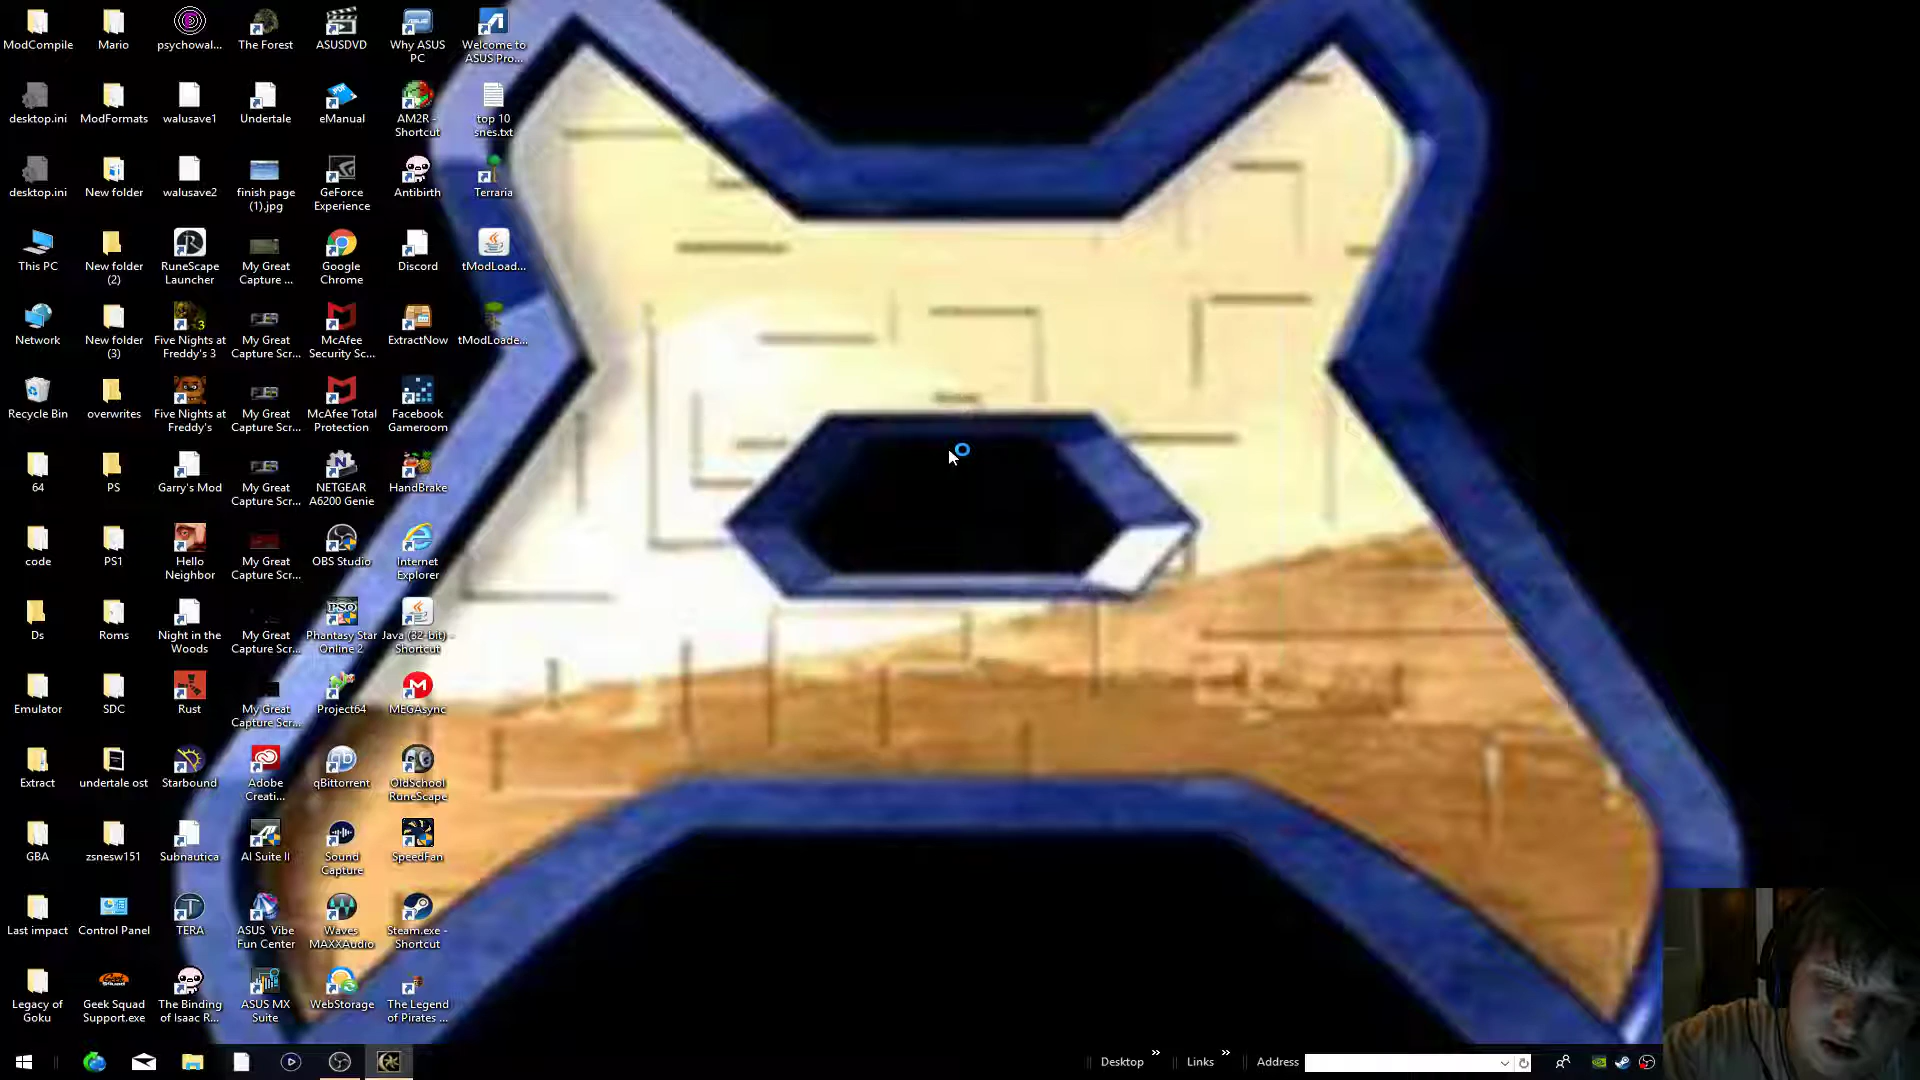 ModCompile
Mario
psychowal...
The Forest
ASUSDVD
Why ASUS
PC
Welcome to
ASUS Pro...
desktop.ini
ModFormats
walusave1
Undertale
eManual
AM2R -
Shortcut
top 10
snes.txt
desktop.ini
New folder
walusave2
finish page
(1).jpg
GeForce
Experience
Antibirth
Terraria
This PC
New folder
(2)
RuneScape
Launcher
My Great
Capture ...
Google
Chrome
Discord
tModLoad...
Network
New folder
(3)
Five Nights at
Freddy's 3
My Great
Capture Scr...
McAfee
Security Sc...
ExtractNow
tModLoade...
Recycle Bin
overwrites
Five Nights at
Freddy's
My Great
Capture Scr...
McAfee Total
Protection
Facebook
Gameroom
64
PS
Garry's Mod
My Great
Capture Scr...
NETGEAR
A6200 Genie
HandBrake
code
PS1
Hello
Neighbor
My Great
Capture Scr...
OBS Studio
Internet
Explorer
Ds
Roms
Night in the
Woods
My Great
Capture Scr...
PSO
Phantasy Star
Online 2
Java (32-bit) -
Shortcut
Emulator
SDC
Rust
My Great
Capture Scr...
Project64
MEGAsync
Extract
undertale ost
Starbound
Adobe
Creati...
qBittorrent
OldSchool
RuneScape
GBA
zsnesw151
Subnautica
AI Suite II
Sound
Capture
SpeedFan
Last impact
Control Panel
TERA
ASUS Vibe
Fun Center
Waves
MAXXAudio
Steam.exe -
Shortcut
Legacy of
Goku
Geek Squad
Support.exe
The Binding
of Isaac R...
ASUS MX
Suite
WebStorage
The Legend
of Pirates ...
Desktop
»
Links
»
Address